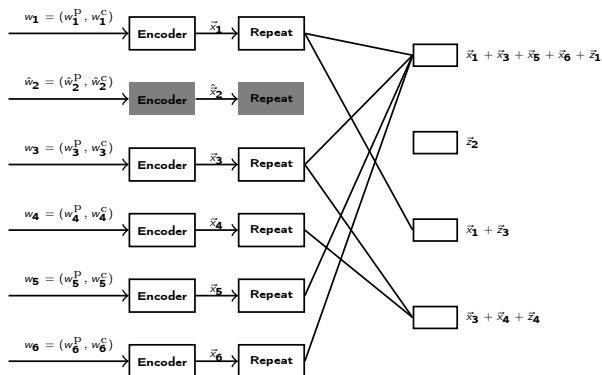 w₁ = (w₁ᵖ, w₁ᶜ) Encoder x⃗₁ Repeat x⃗₁ + x⃗₃ + x⃗₅ + x⃗₆ + z⃗₁
ŵ₂ = (ŵ₂ᵖ, ŵ₂ᶜ) Encoder x⃗̂₂ Repeat
z⃗₂
w₃ = (w₃ᵖ, w₃ᶜ) Encoder x⃗₃ Repeat
w₄ = (w₄ᵖ, w₄ᶜ) Encoder x⃗₄ Repeat x⃗₁ + z⃗₃
w₅ = (w₅ᵖ, w₅ᶜ) Encoder x⃗₅ Repeat
x⃗₃ + x⃗₄ + z⃗₄
w₆ = (w₆ᵖ, w₆ᶜ) Encoder x⃗₆ Repeat